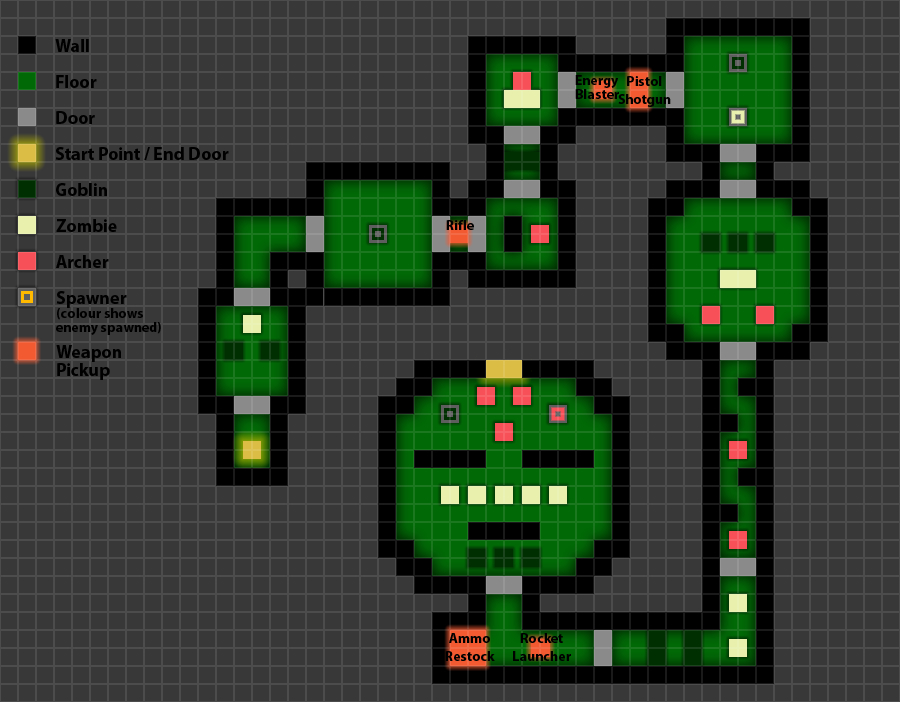 Wall
Floor
Door
Start Point / End Door
Goblin
Zombie
Archer
Spawner
(colour shows
enemy spawned)
Weapon
Pickup
Energy
Blaster
Pistol
Shotgun
Rifle
Ammo
Restock
Rocket
Launcher